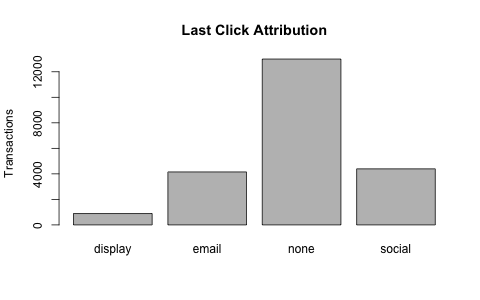 Last Click Attribution
Transactions
12000
8000
4000
0
display email none social